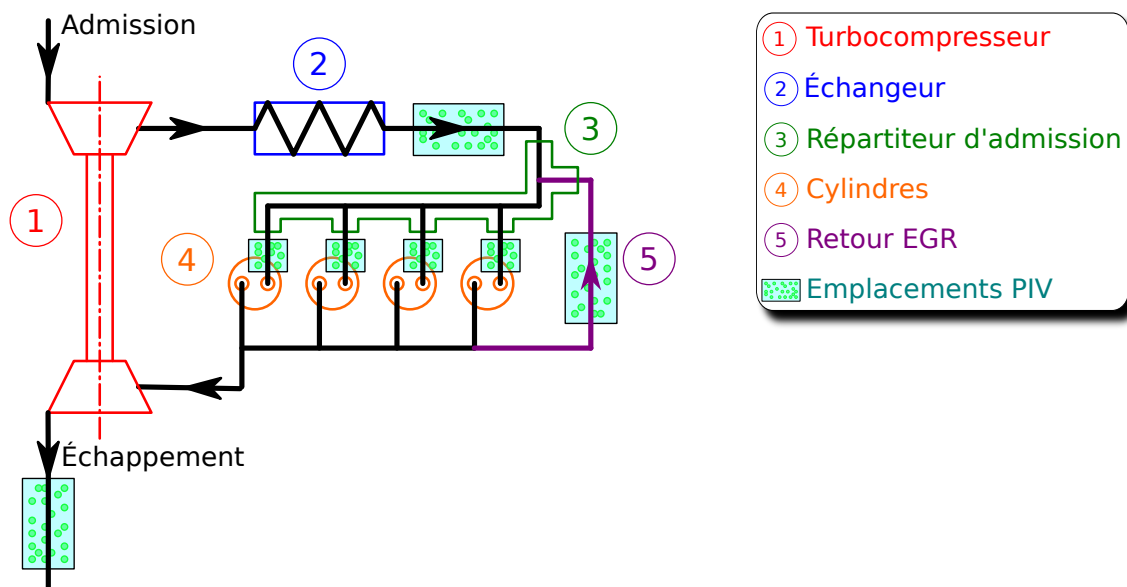 Admission
2
3
1
4
5
Échappement
1 Turbocompresseur
2 Échangeur
3 Répartiteur d'admission
4 Cylindres
5 Retour EGR
Emplacements PIV